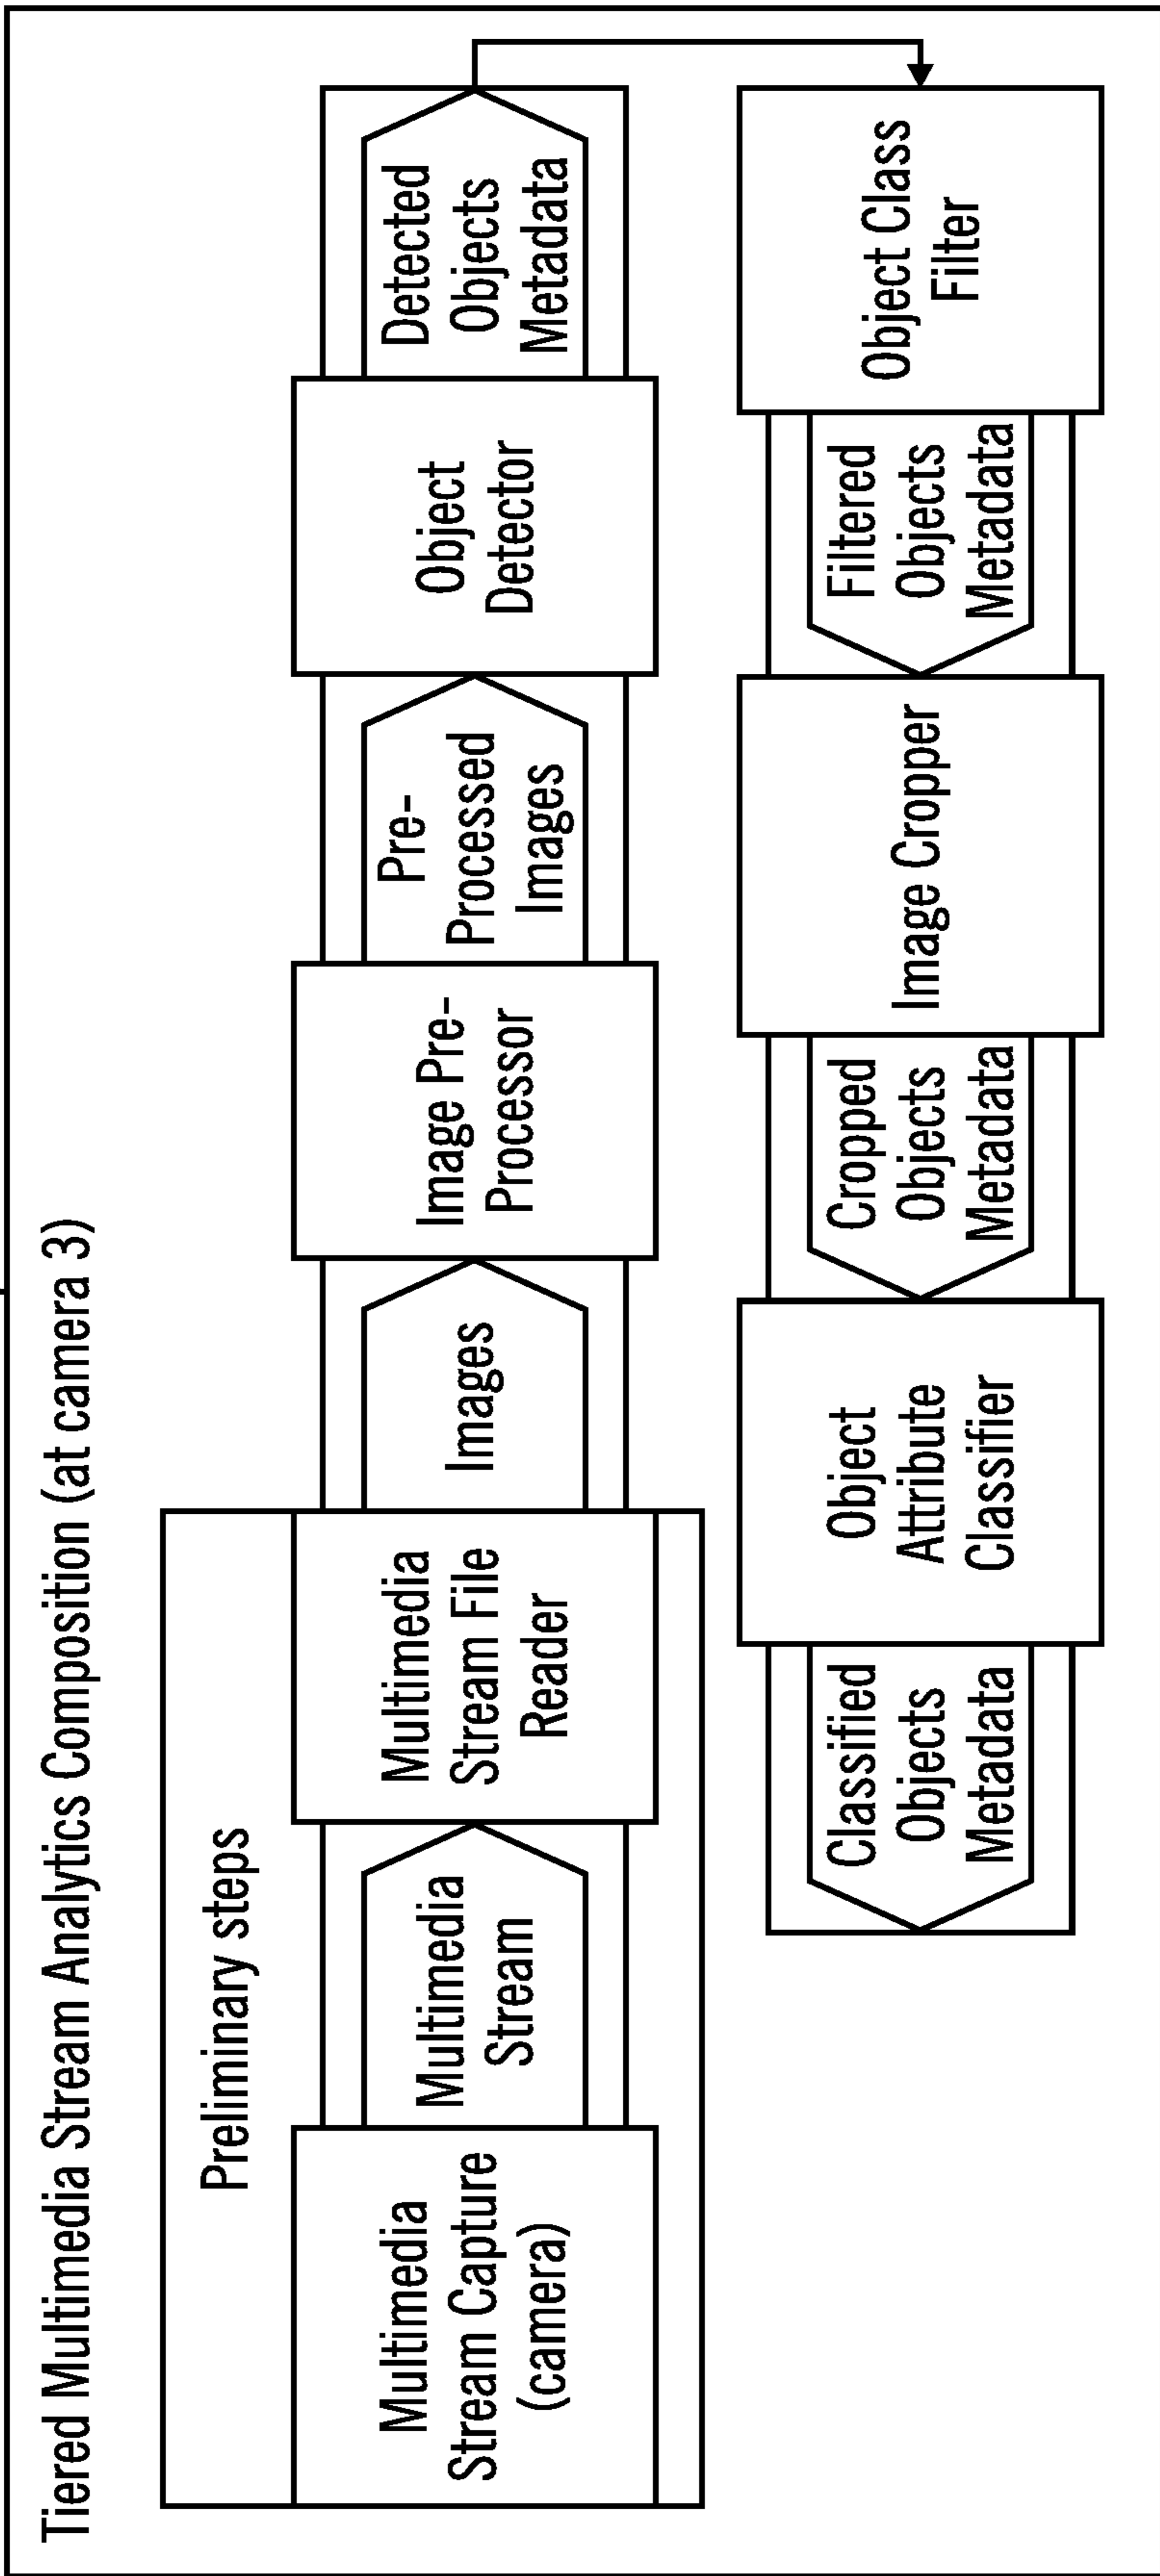 Tiered Multimedia Stream Analytics Composition (at camera 3)
Preliminary steps
Multimedia
Stream Capture
(camera)
Multimedia
Stream
Multimedia
Stream File
Reader
Images
Image Pre-
Processor
Pre-
Processed
Images
Object
Detector
Detected
Objects
Metadata
Object Class
Filter
Filtered
Objects
Metadata
Image Cropper
Cropped
Objects
Metadata
Object
Attribute
Classifier
Classified
Objects
Metadata